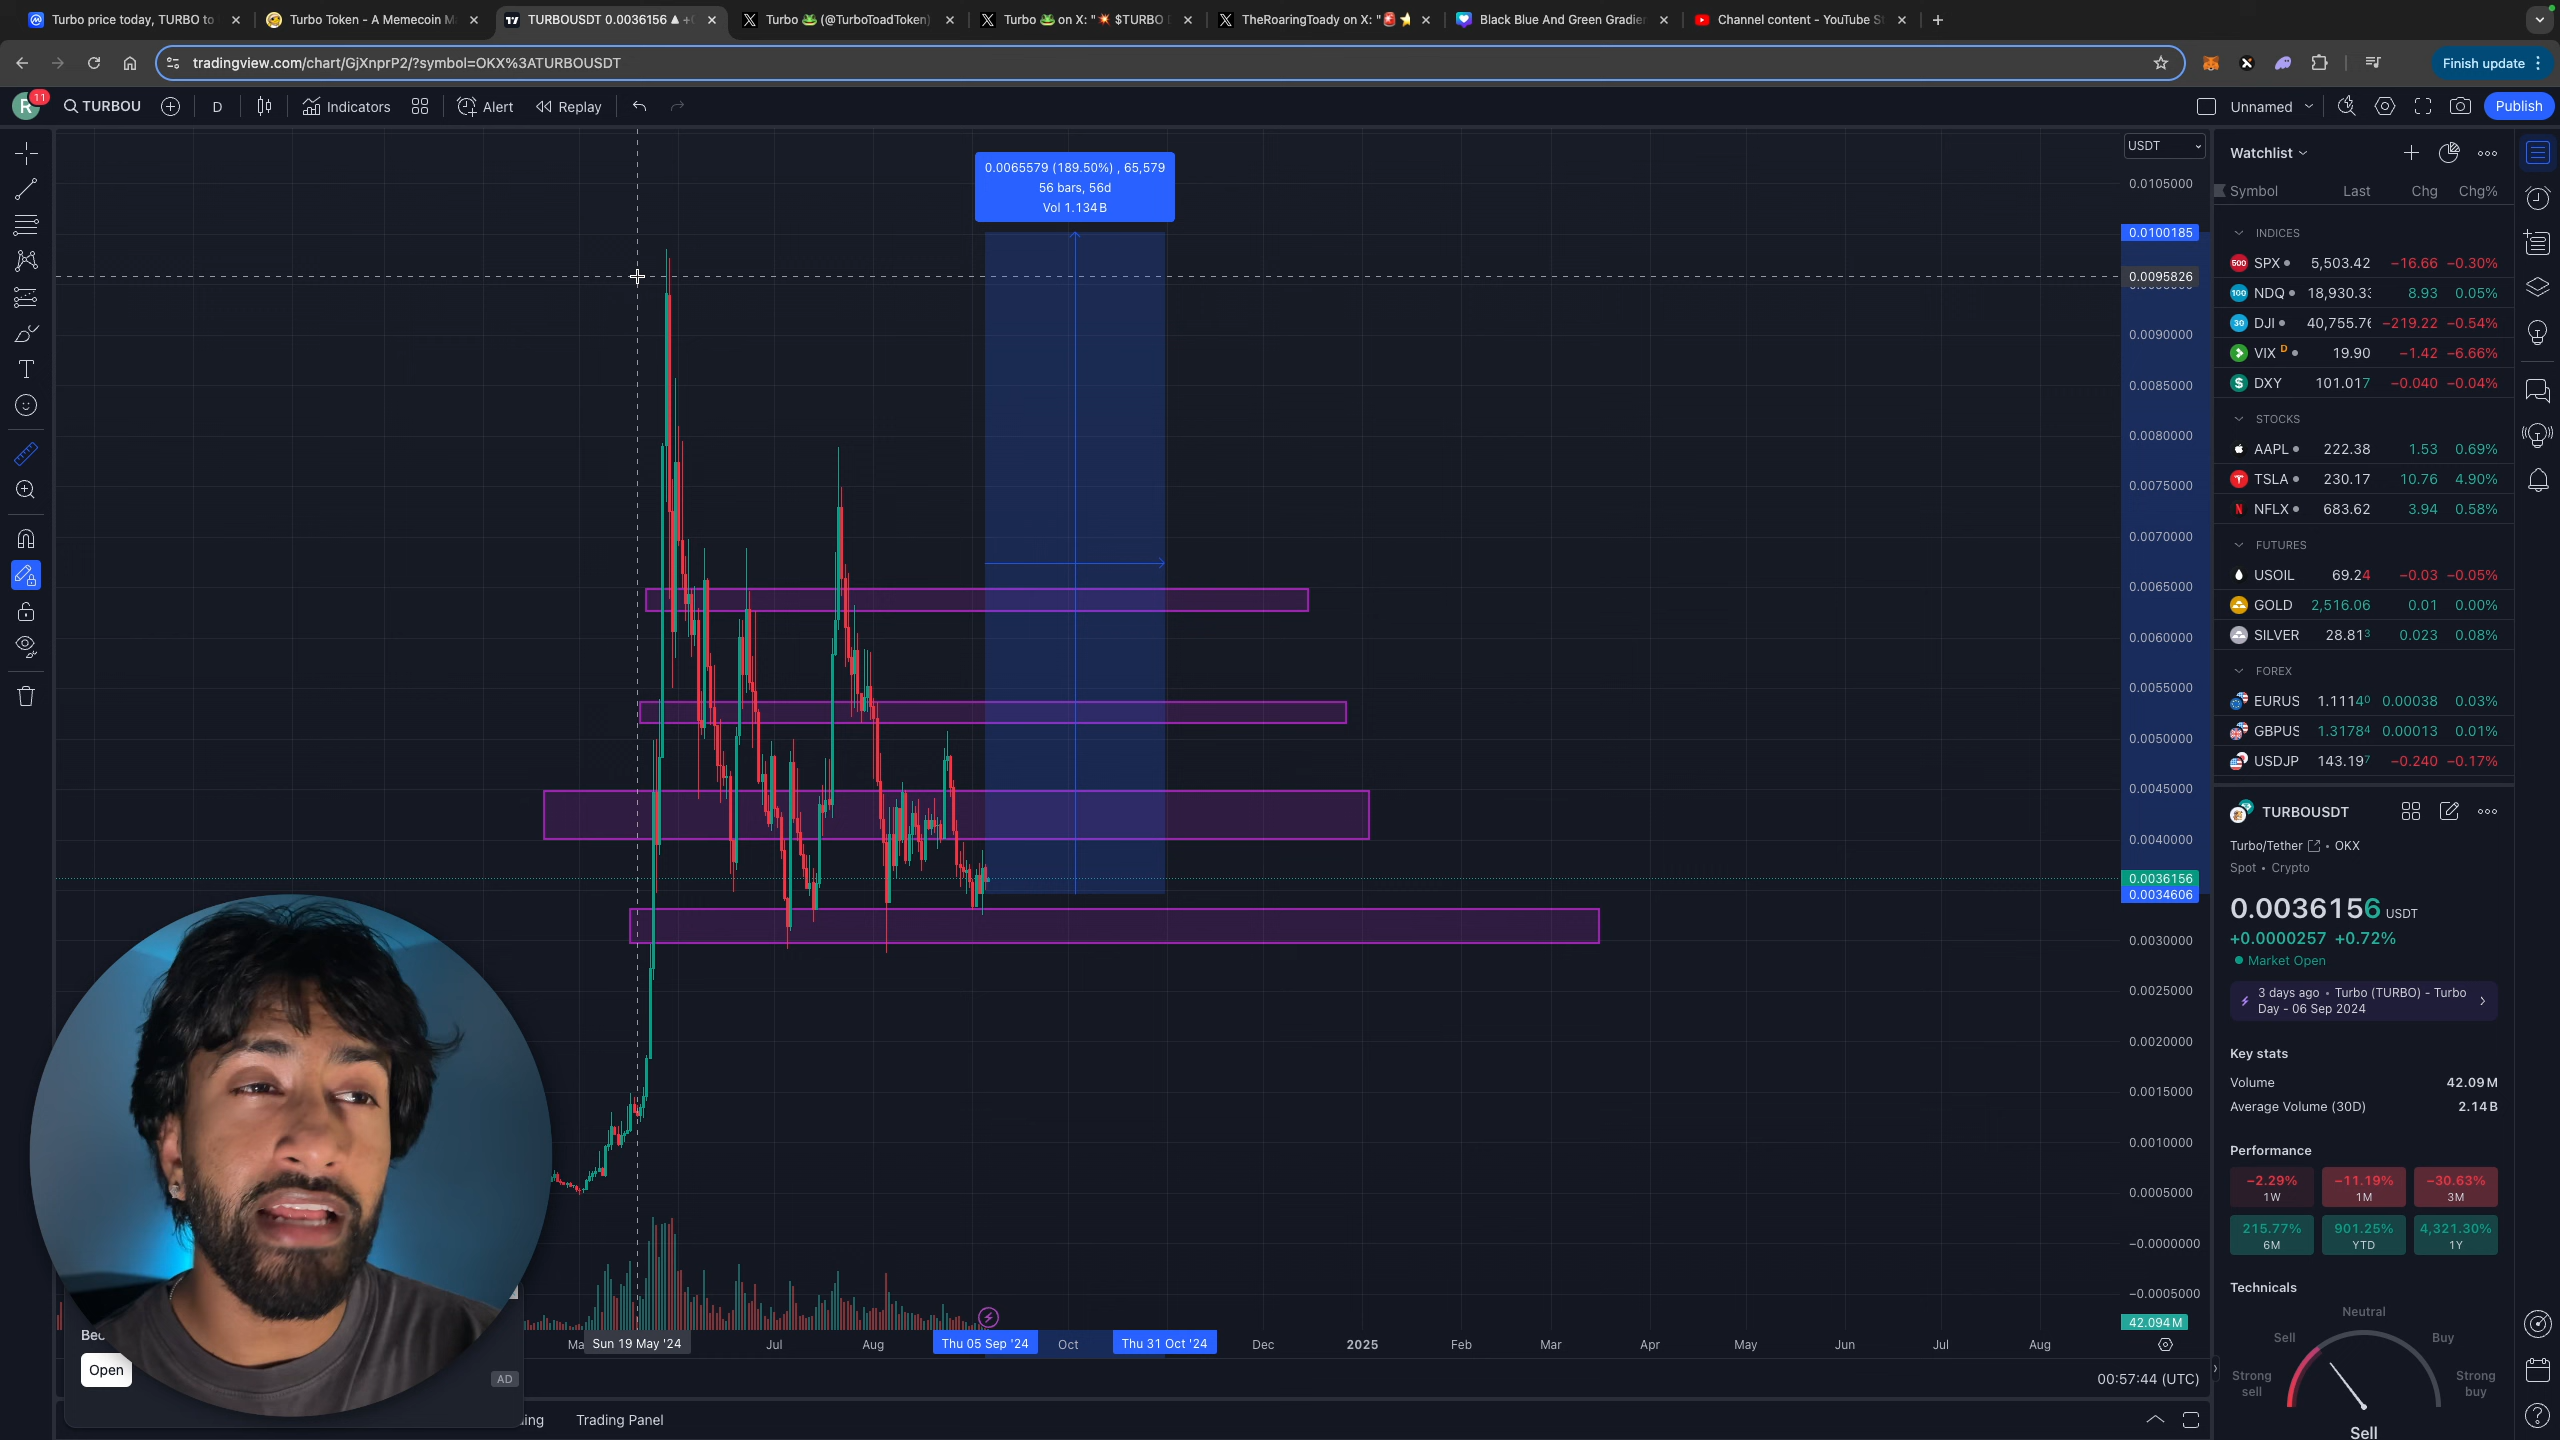 Turbo price today, TURBO to
Turbo Token - A Memecoin M
TURBOUSDT 0.0036156 ▲ +
Turbo 🐸 (@TurboToadToken)
Turbo 🐸 on X: "💥 $TURBO
TheRoaringToady on X: "🚨⭐
Black Blue And Green Gradie
Channel content - YouTube S
tradingview.com/chart/GjXnprP2/?symbol=OKX%3ATURBOUSDT
Finish update
R 11
TURBOU
D
Indicators
Alert
Replay
Unnamed
Publish
0.0065579 (189.50%) , 65,579
56 bars, 56d
Vol 1.134 B
USDT
0.0105000
0.0100185
0.0095826
0.0090000
0.0085000
0.0080000
0.0075000
0.0070000
0.0065000
0.0060000
0.0055000
0.0050000
0.0045000
0.0040000
0.0036156
0.0034606
0.0030000
0.0025000
0.0020000
0.0015000
0.0010000
0.0005000
−0.0000000
−0.0005000
42.094 M
Sun 19 May '24
Jul
Aug
Thu 05 Sep '24
Oct
Thu 31 Oct '24
Dec
2025
Feb
Mar
Apr
May
Jun
Jul
Aug
00:57:44 (UTC)
Open
AD
Trading Panel
Watchlist
Symbol Last Chg Chg%
INDICES
500 SPX 5,503.42 −16.66 −0.30%
100 NDQ 18,930.33 8.93 0.05%
30 DJI 40,755.76 −219.22 −0.54%
VIX D 19.90 −1.42 −6.66%
DXY 101.017 −0.040 −0.04%
STOCKS
AAPL 222.38 1.53 0.69%
TSLA 230.17 10.76 4.90%
NFLX 683.62 3.94 0.58%
FUTURES
USOIL 69.24 −0.03 −0.05%
GOLD 2,516.06 0.01 0.00%
SILVER 28.813 0.023 0.08%
FOREX
EURUS 1.11140 0.00038 0.03%
GBPUS 1.31784 0.00013 0.01%
USDJP 143.197 −0.240 −0.17%
TURBOUSDT
Turbo/Tether • OKX
Spot • Crypto
0.0036156 USDT
+0.0000257 +0.72%
Market Open
3 days ago • Turbo (TURBO) - Turbo
Day - 06 Sep 2024
Key stats
Volume 42.09 M
Average Volume (30D) 2.14 B
Performance
−2.29% −11.19% −30.63%
1W 1M 3M
215.77% 901.25% 4,321.30%
6M YTD 1Y
Technicals
Neutral
Sell Buy
Strong sell
Strong buy
Sell